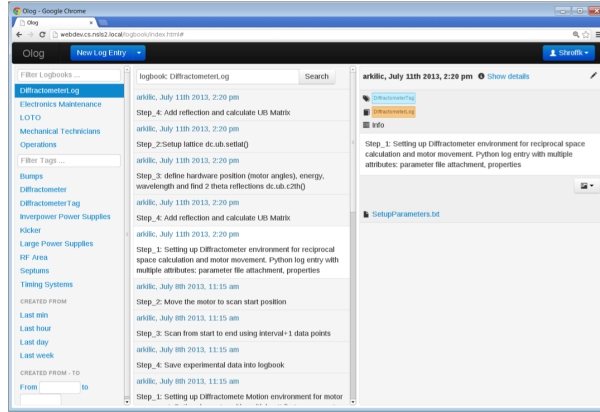 Olog - Google Chrome
Olog
webdev.cs.nsls2.local/logbook/index.html#
Olog
New Log Entry
Shroffk
Filter Logbooks ...
DiffractometerLog
Electronics Maintenance
LOTO
Mechanical Technicians
Operations
Filter Tags ...
Bumps
Diffractometer
DiffractometerTag
Inverpower Power Supplies
Kicker
Large Power Supplies
RF Area
Septums
Timing Systems
CREATED FROM
Last min
Last hour
Last day
Last week
CREATED FROM - TO
From
to
logbook: DiffractometerLog
Search
arkilic, July 11th 2013, 2:20 pm
Step_4: Add reflection and calculate UB Matrix
arkilic, July 11th 2013, 2:20 pm
Step_2:Setup lattice dc.ub.setlat()
arkilic, July 11th 2013, 2:20 pm
Step_3: define hardware position (motor angles), energy,
wavelength and find 2 theta reflections dc.ub.c2th()
arkilic, July 11th 2013, 2:20 pm
Step_4: Add reflection and calculate UB Matrix
arkilic, July 11th 2013, 2:20 pm
Step_1: Setting up Diffractometer environment for reciprocal
space calculation and motor movement. Python log entry with
multiple attributes: parameter file attachment, properties
arkilic, July 8th 2013, 11:15 am
Step_2: Move the motor to scan start position
arkilic, July 8th 2013, 11:15 am
Step_3: Scan from start to end using interval+1 data points
arkilic, July 8th 2013, 11:15 am
Step_4: Save experimental data into logbook
arkilic, July 8th 2013, 11:15 am
Step_1: Setting up Diffractomete Motion environment for motor
arkilic, July 11th 2013, 2:20 pm
Show details
DiffractometerTag
DiffractometerLog
Info
Step_1: Setting up Diffractometer environment for reciprocal space
calculation and motor movement. Python log entry with multiple
attributes: parameter file attachment, properties
SetupParameters.txt